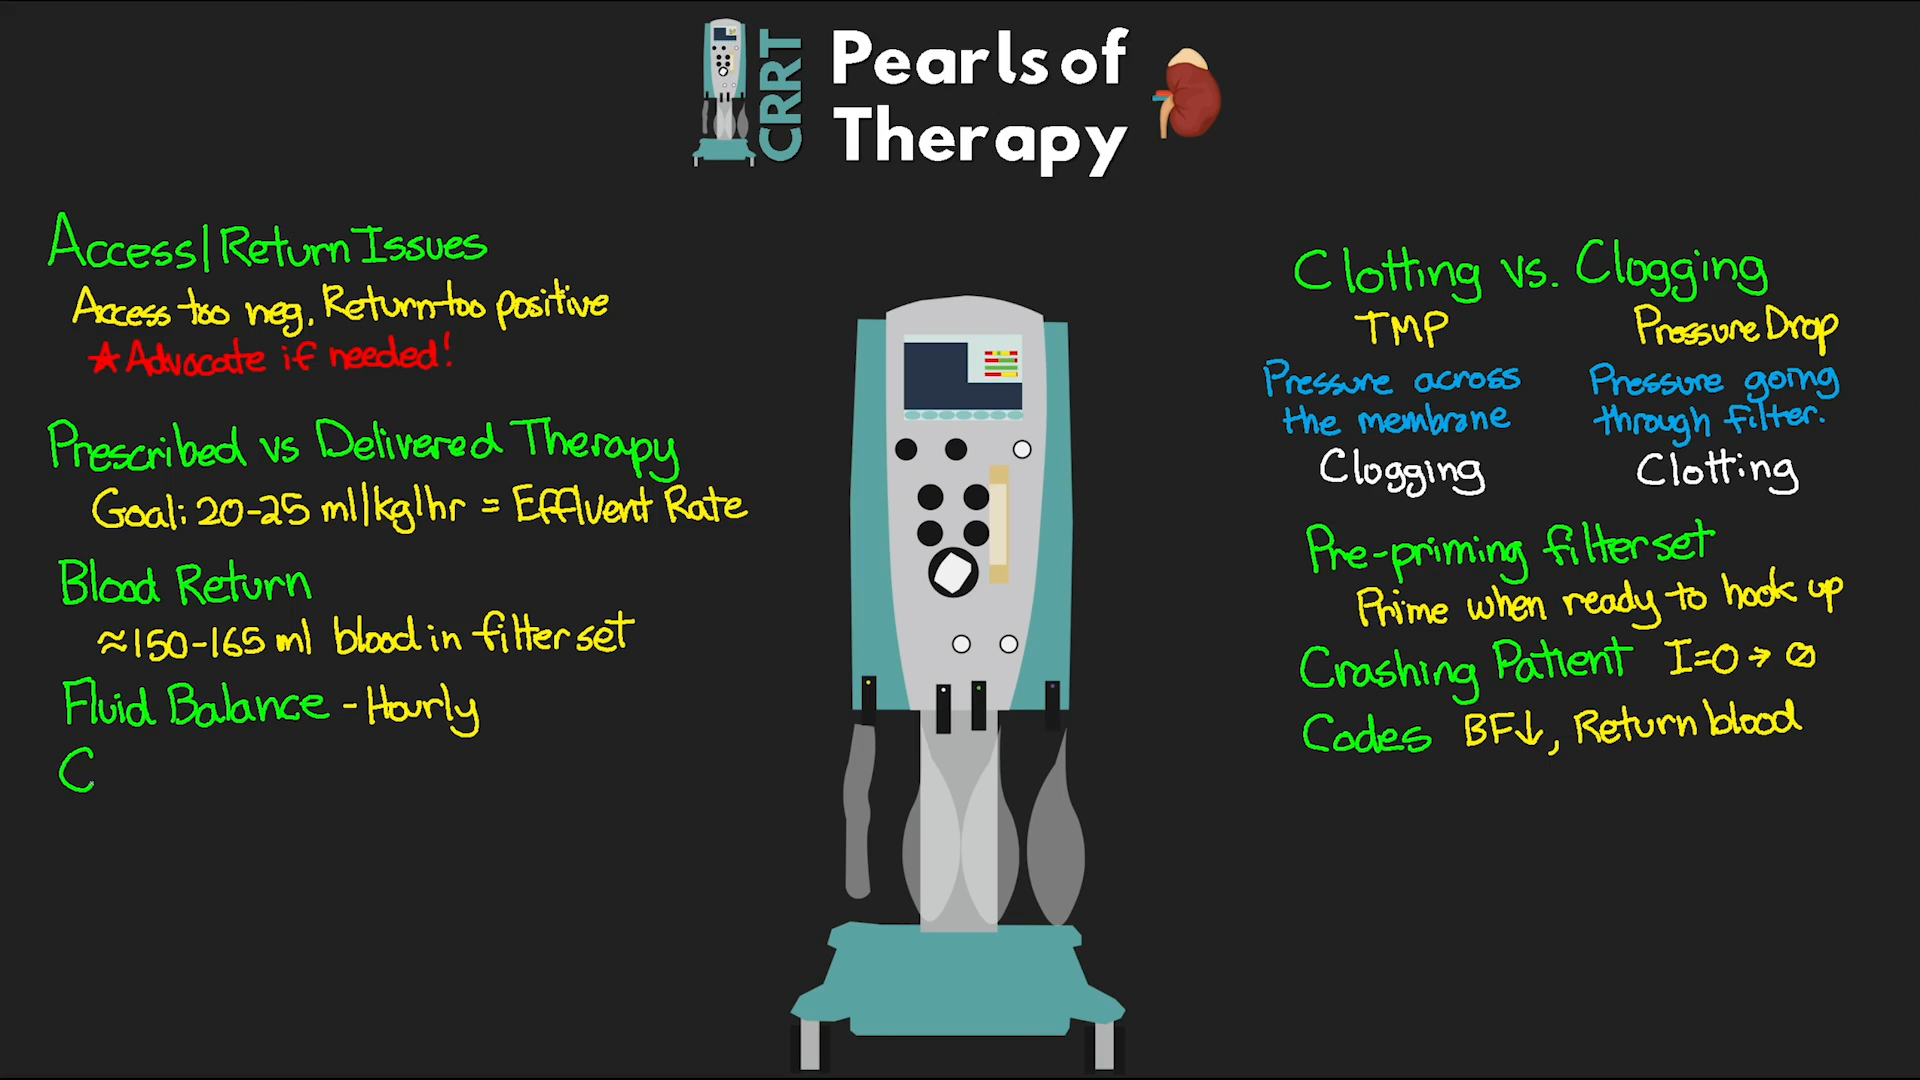 CRRT
Pearls of
Therapy
Access/Return Issues
Access too neg. Return too positive
★Advocate if needed!
Prescribed vs Delivered Therapy
Goal: 20-25 ml/kg/hr = Effluent Rate
Blood Return
≈150-165 ml blood in filter set
Fluid Balance - Hourly
C
Clotting vs. Clogging
TMP Pressure Drop
Pressure across Pressure going
the membrane through filter.
Clogging Clotting
Pre-priming filter set
Prime when ready to hook up
Crashing Patient I=O → ∅
Codes BF↓, Return blood